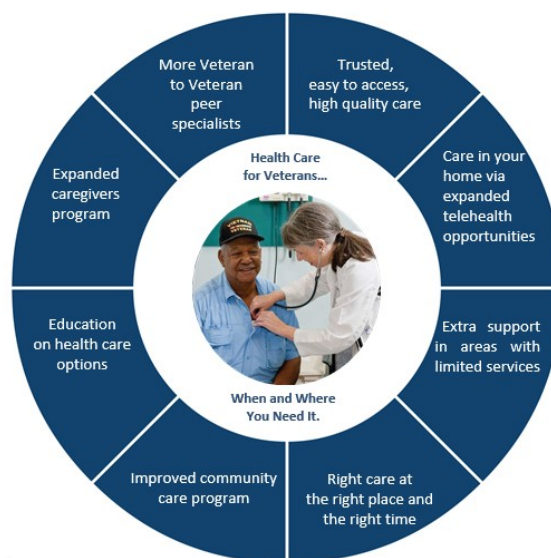 More Veteran
to Veteran
peer
specialists
Trusted,
easy to access,
high quality care
Care in your
home via
expanded
telehealth
opportunities
Extra support
in areas with
limited services
Right care at
the right place and
the right time
Improved community
care program
Education
on health care
options
Expanded
caregivers
program
Health Care
for Veterans...
VIETNAM
VETERAN
When and Where
You Need It.